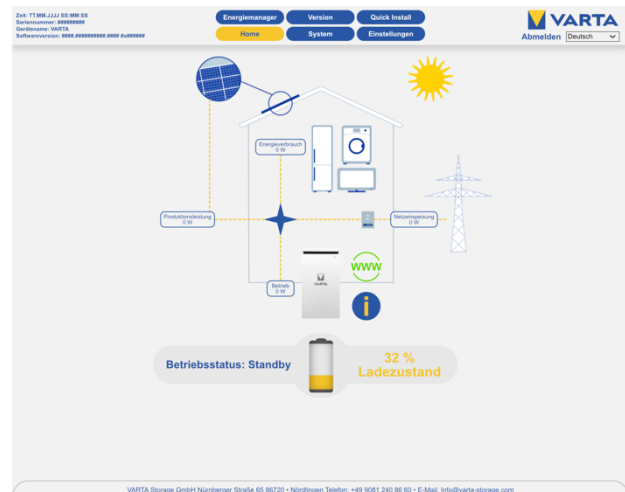 Zeit: TT.MM.JJJJ SS:MM:SS
Seriennummer: #########
Gerätename: VARTA
Softwareversion: ####.##########.#### #u######
Energiemanager
Version
Quick Install
Home
System
Einstellungen
VARTA
Abmelden Deutsch
Energieverbrauch
0 W
Produktionsleistung
0 W
Netzeinspeisung
0 W
Betrieb
0 W
VARTA
www
i
Betriebsstatus: Standby
32 %
Ladezustand
VARTA Storage GmbH Nürnberger Straße 65 86720 • Nördlingen Telefon: +49 9081 240 86 60 • E-Mail: info@varta-storage.com